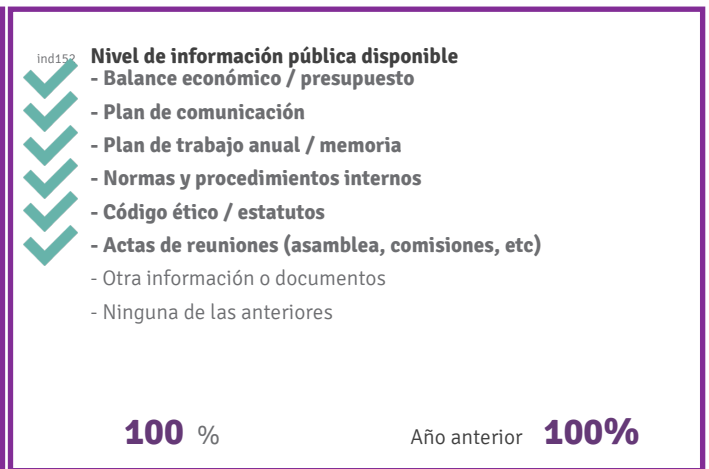 ind152 Nivel de información pública disponible
- Balance económico / presupuesto
- Plan de comunicación
- Plan de trabajo anual / memoria
- Normas y procedimientos internos
- Código ético / estatutos
- Actas de reuniones (asamblea, comisiones, etc)
- Otra información o documentos
- Ninguna de las anteriores
100 % Año anterior 100%